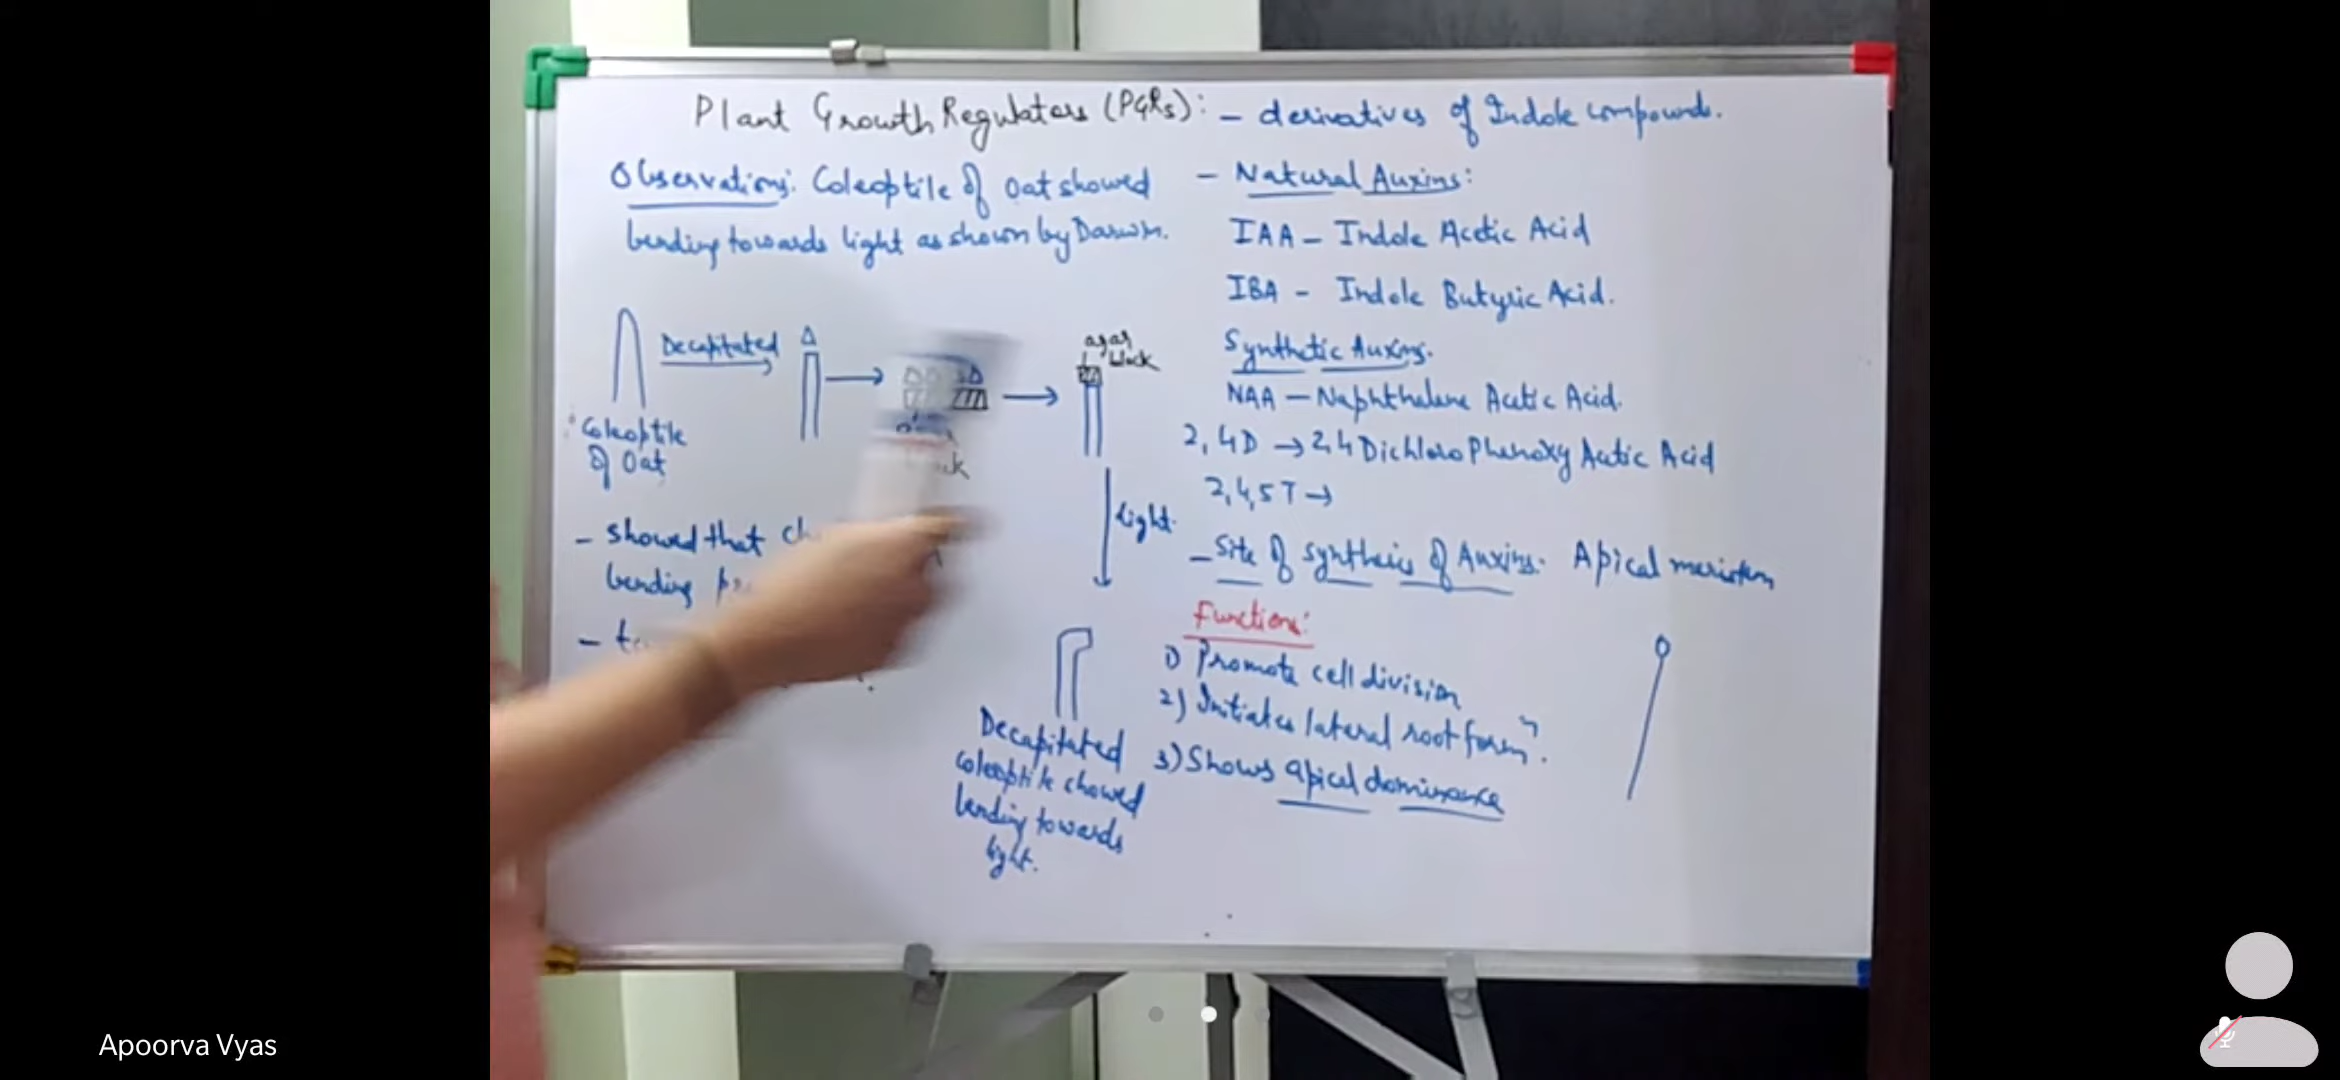 Plant Growth Regulators (PGRs):
Observations: Coleoptile of Oat showed
bending towards light as shown by Darwin.
Decapitated
Coleoptile
of Oat
agar
block
light.
- showed that
bending
-
Decapitated
coleoptile showed
bending towards
light.
- derivatives of Indole compounds.
- Natural Auxins:
IAA - Indole Acetic Acid
IBA - Indole Butyric Acid.
Synthetic Auxins.
NAA - Naphthalene Acetic Acid.
2,4D → 2,4 Dichloro Phenoxy Acetic Acid
2,4,5T →
- Site of synthesis of Auxins. Apical meristem
Functions:
1) Promote cell division
2) Initiates lateral root formⁿ.
3) Shows apical dominance
Apoorva Vyas